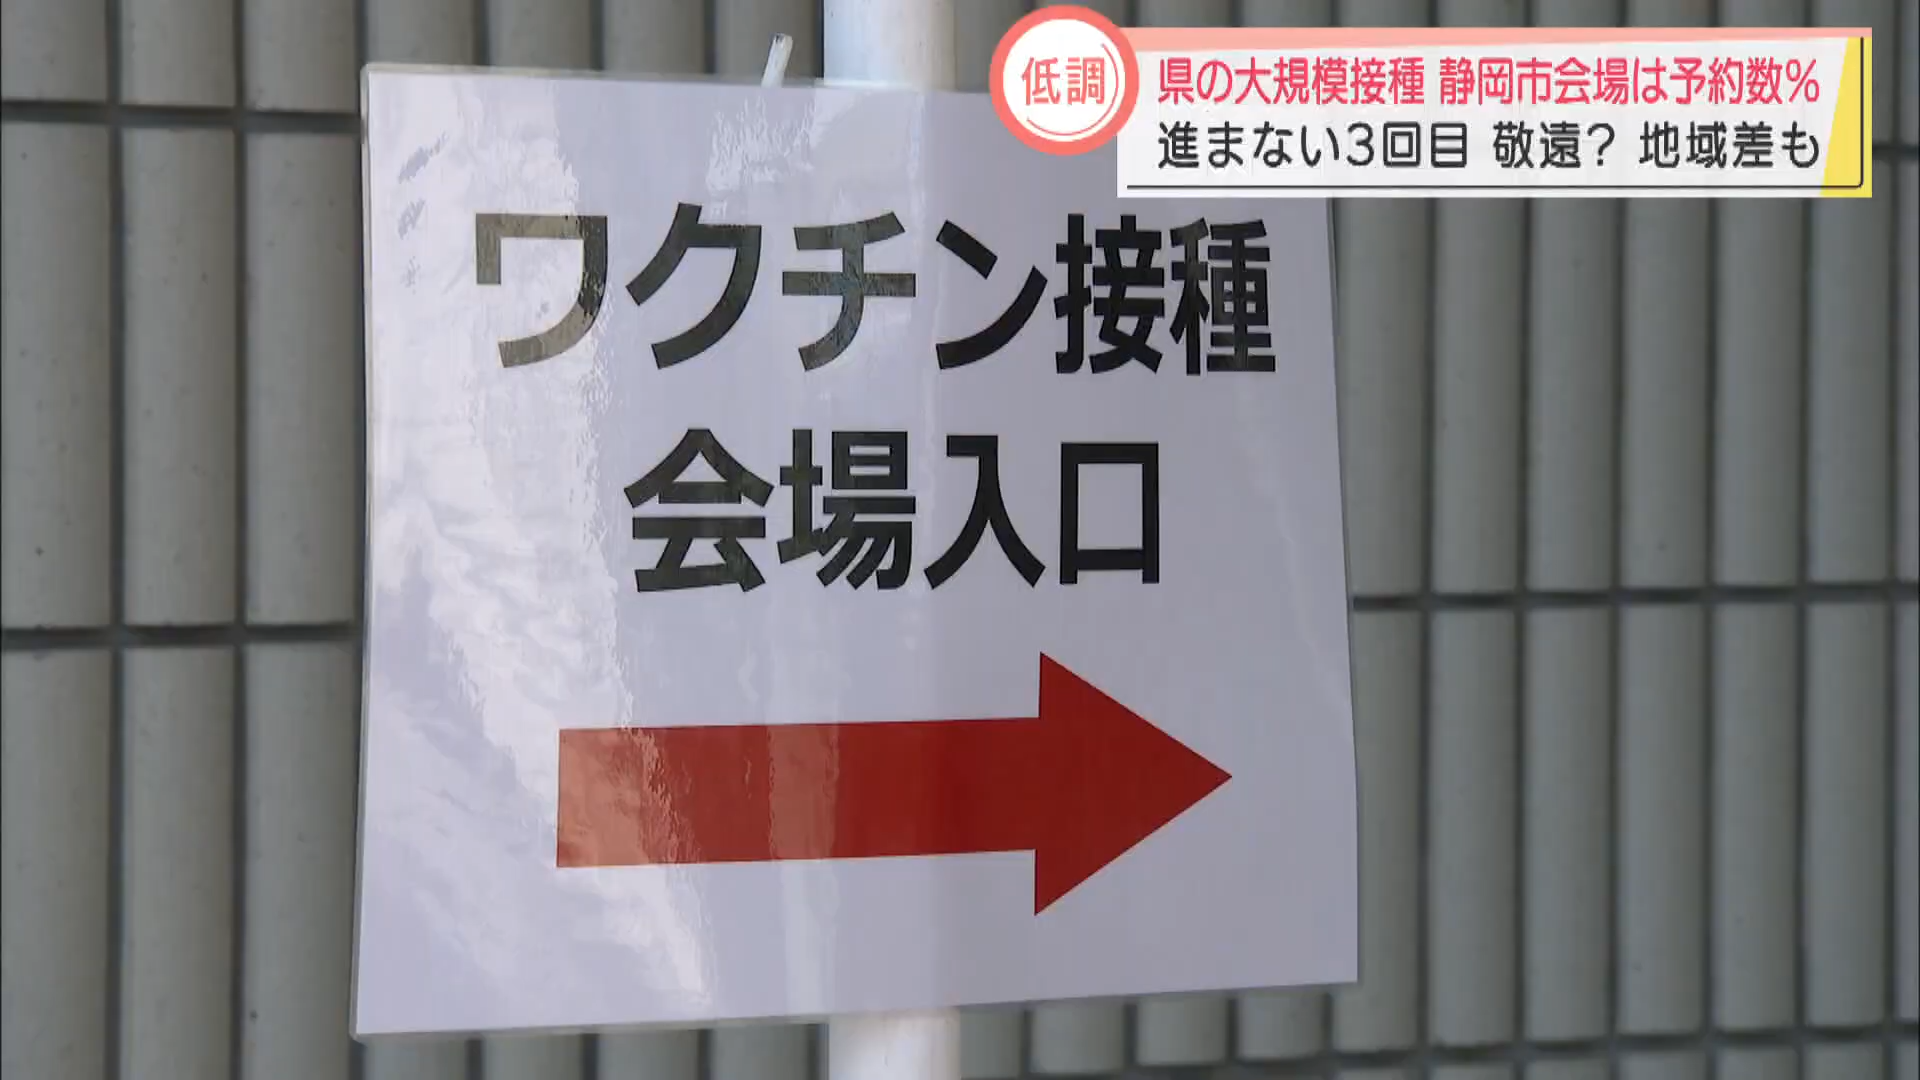 低調
県の大規模接種 静岡市会場は予約数%
進まない3回目 敬遠? 地域差も
ワクチン接種
会場入口